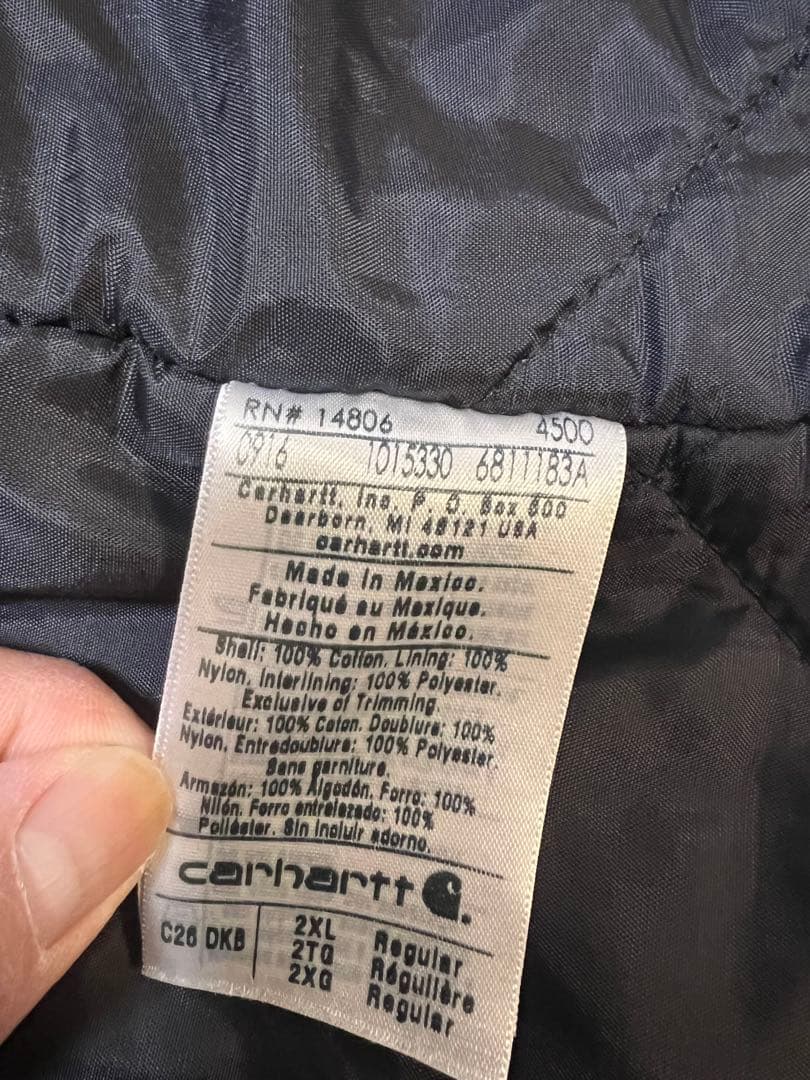 RN# 14806 4500
0916 1015330 6811183A
Carhartt, Inc. P. O. Box 600
Dearborn, MI 48121 USA
carhartt.com
Made in Mexico.
Fabriqué au Mexique.
Hecho en México.
Shell: 100% Cotton. Lining: 100%
Nylon. Interlining: 100% Polyester.
Exclusive of Trimming.
Extérieur: 100% Coton. Doublure: 100%
Nylon. Entredoublure: 100% Polyester.
Sans garniture.
Armazón: 100% Algodón. Forro: 100%
Nilón. Forro entrelazado: 100%
Poliéster. Sin incluir adorno.
carhartt
C26 DKB 2XL Regular
2TG Régulière
2XG Regular